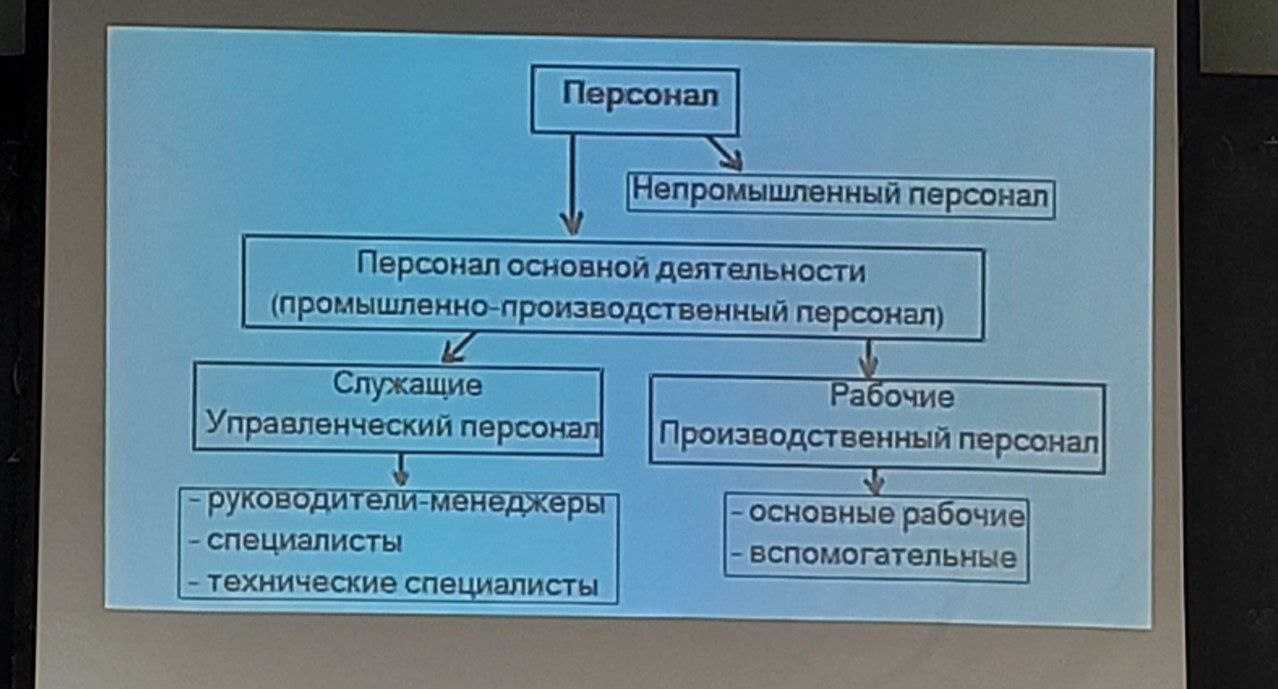 Персонал
Непромышленный персонал
Персонал основной деятельности
(промышленно-производственный персонал)
Служащие
Управленческий персонал
- руководители-менеджеры
- специалисты
- технические специалисты
Рабочие
Производственный персонал
- основные рабочие
- вспомогательные